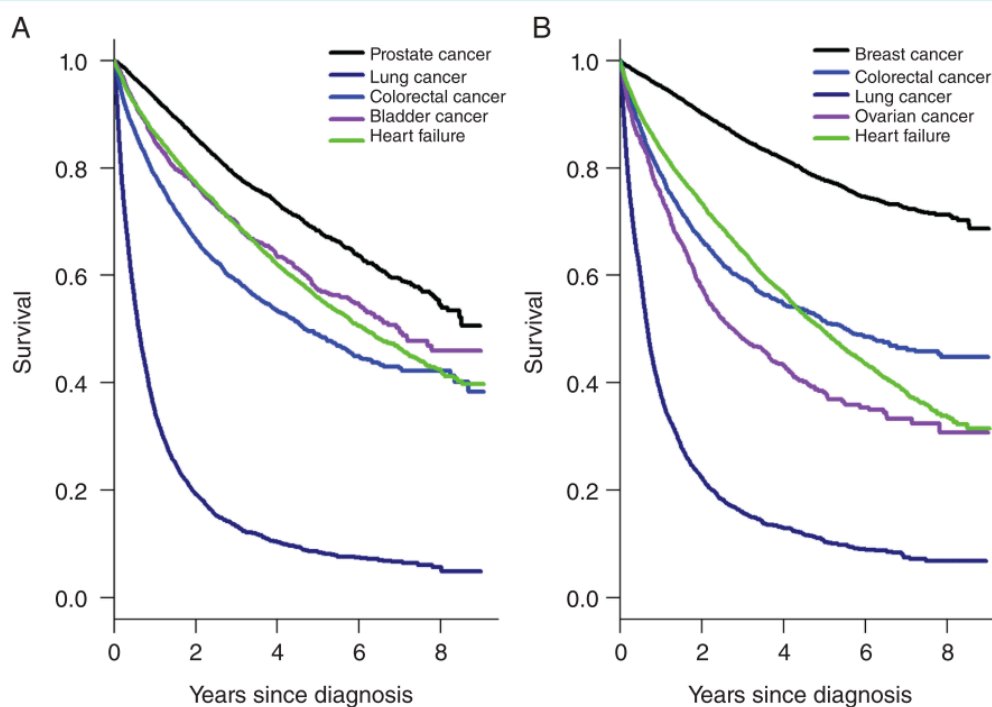 A
Prostate cancer
Lung cancer
Colorectal cancer
Bladder cancer
Heart failure
1.0
0.8
0.6
0.4
0.2
0.0
Survival
0 2 4 6 8
Years since diagnosis
B
Breast cancer
Colorectal cancer
Lung cancer
Ovarian cancer
Heart failure
1.0
0.8
0.6
0.4
0.2
0.0
Survival
0 2 4 6 8
Years since diagnosis